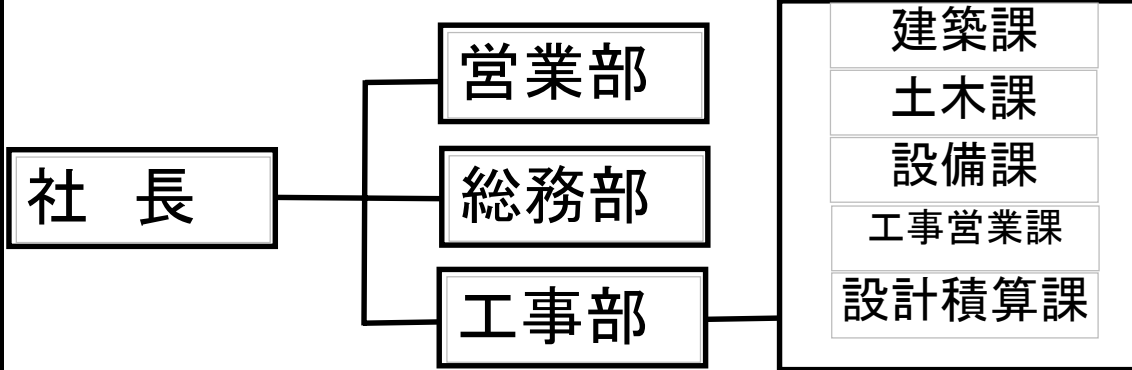 社　長
営業部
総務部
工事部
建築課
土木課
設備課
工事営業課
設計積算課